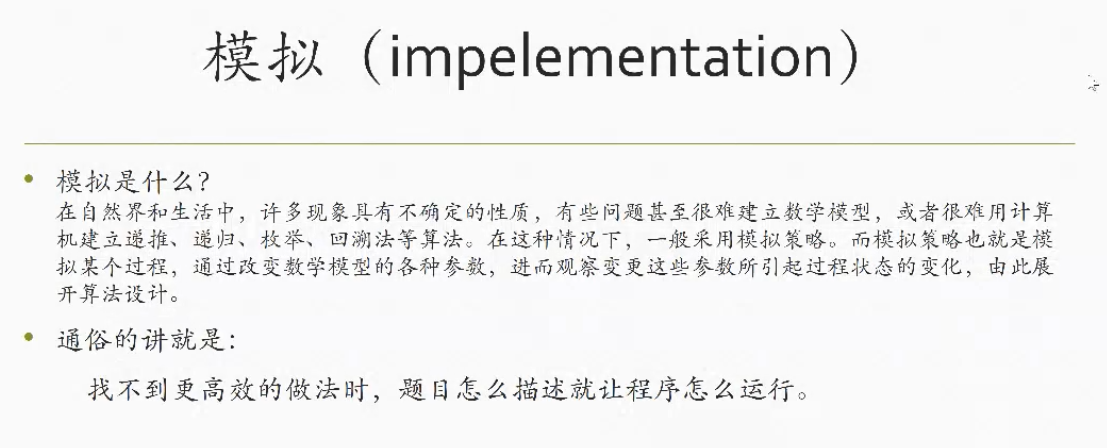 模拟（impelementation）
• 模拟是什么？
在自然界和生活中，许多现象具有不确定的性质，有些问题甚至很难建立数学模型，或者很难用计算
机建立递推、递归、枚举、回溯法等算法。在这种情况下，一般采用模拟策略。而模拟策略也就是模
拟某个过程，通过改变数学模型的各种参数，进而观察变更这些参数所引起过程状态的变化，由此展
开算法设计。
• 通俗的讲就是：
找不到更高效的做法时，题目怎么描述就让程序怎么运行。